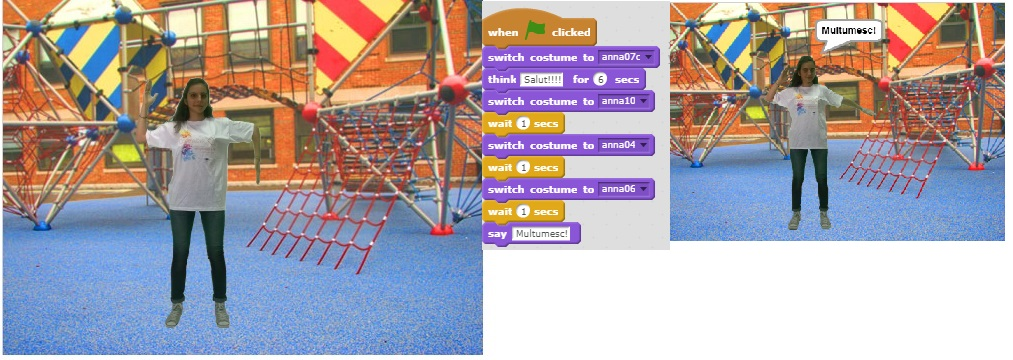 when clicked
switch costume to anna07c
think Salut!!!! for 6 secs
switch costume to anna10
wait 1 secs
switch costume to anna04
wait 1 secs
switch costume to anna06
wait 1 secs
say Multumesc!
Multumesc!